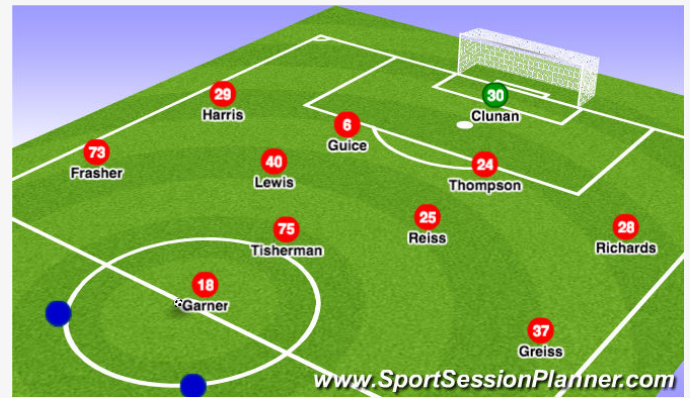 30
Clunan
29
Harris
6
Guice
73
Frasher
40
Lewis
24
Thompson
25
Reiss
28
Richards
75
Tisherman
18
Garner
37
Greiss
www.SportSessionPlanner.com